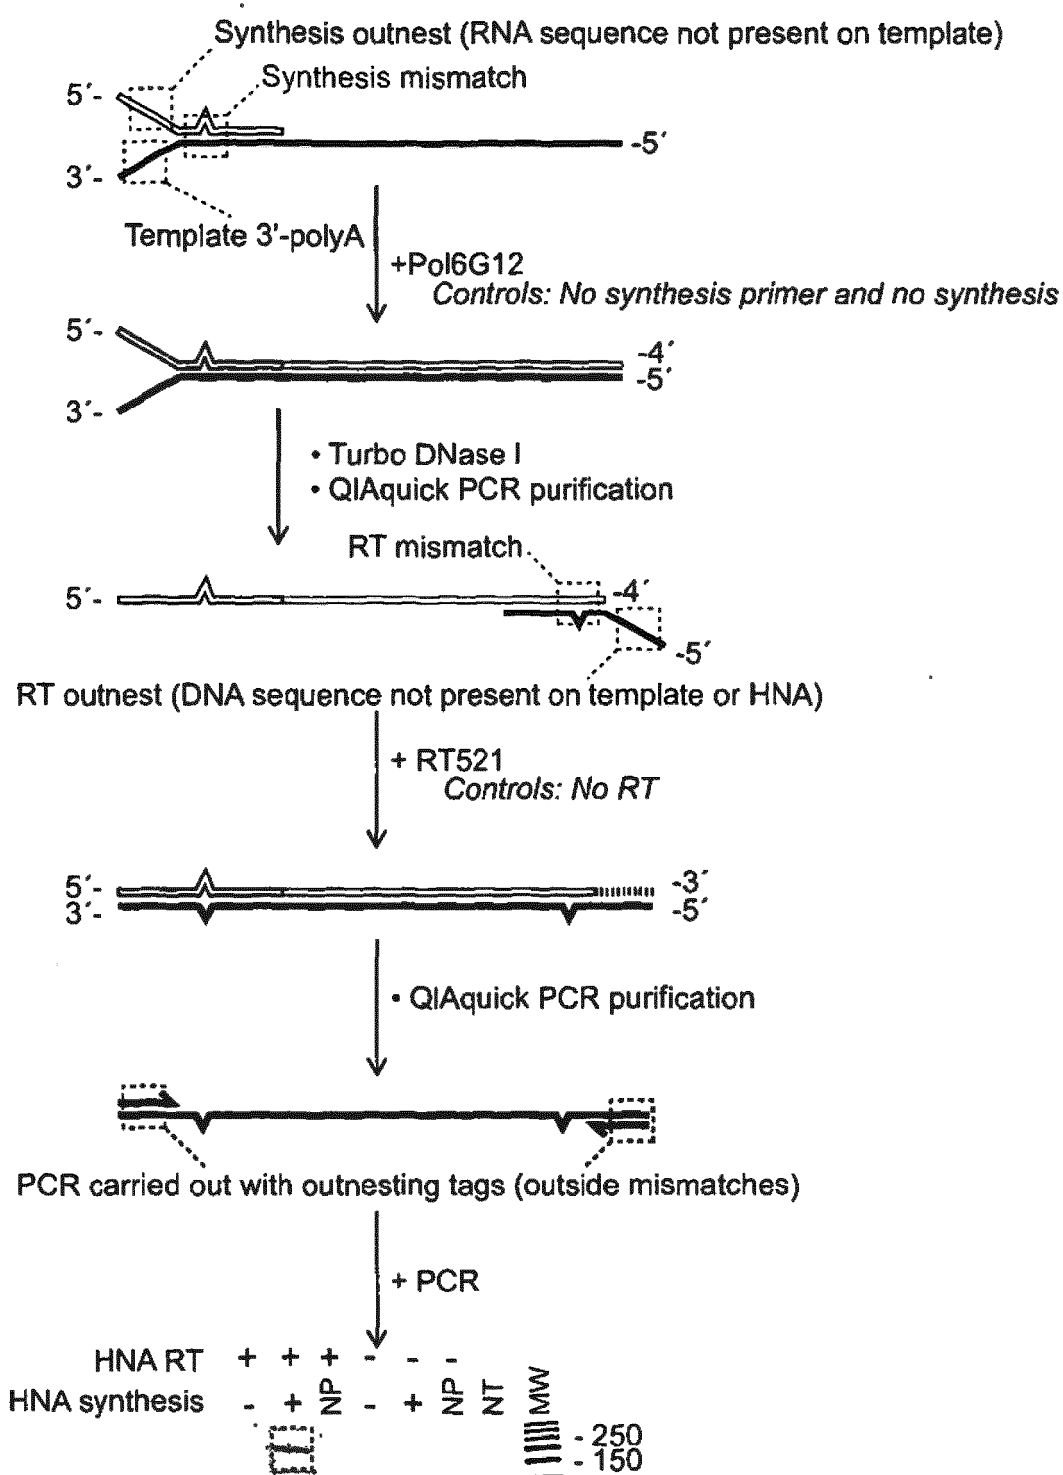 Synthesis outnest (RNA sequence not present on template)
Synthesis mismatch
5´-
-5´
3´-
Template 3'-polyA
+Pol6G12
Controls: No synthesis primer and no synthesis
5´-
-4´
-5´
3´-
• Turbo DNase I
• QIAquick PCR purification
RT mismatch
5´-
-4´
-5´
RT outnest (DNA sequence not present on template or HNA)
+ RT521
Controls: No RT
5´-
-3´
3´-
-5´
• QIAquick PCR purification
PCR carried out with outnesting tags (outside mismatches)
+ PCR
HNA RT + + + - - -
HNA synthesis - + NP - + NP NT MW
- 250
- 150